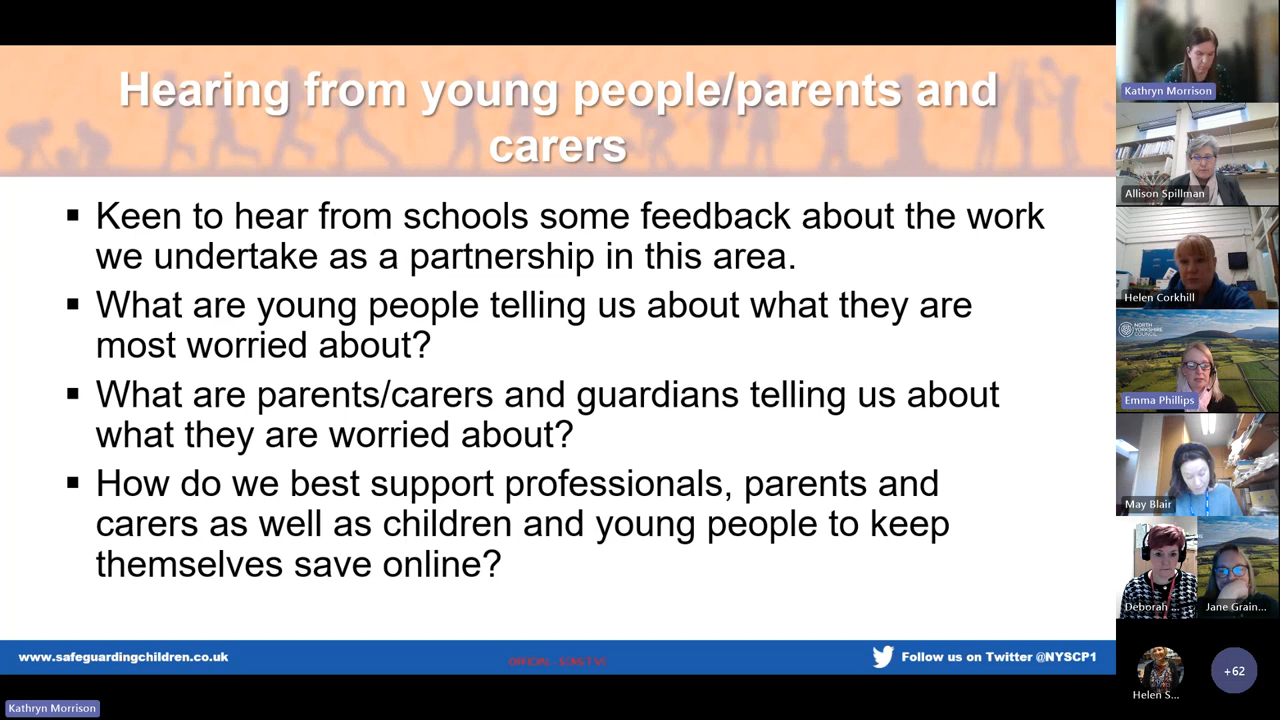 Hearing from young people/parents and
carers
▪ Keen to hear from schools some feedback about the work
we undertake as a partnership in this area.
▪ What are young people telling us about what they are
most worried about?
▪ What are parents/carers and guardians telling us about
what they are worried about?
▪ How do we best support professionals, parents and
carers as well as children and young people to keep
themselves save online?
www.safeguardingchildren.co.uk
OFFICIAL - SENSITIVE
Follow us on Twitter @NYSCP1
Kathryn Morrison
Kathryn Morrison
Allison Spillman
Helen Corkhill
NORTH
YORKSHIRE
COUNCIL
Emma Phillips
May Blair
Deborah ...
Jane Grain...
Helen S...
+62